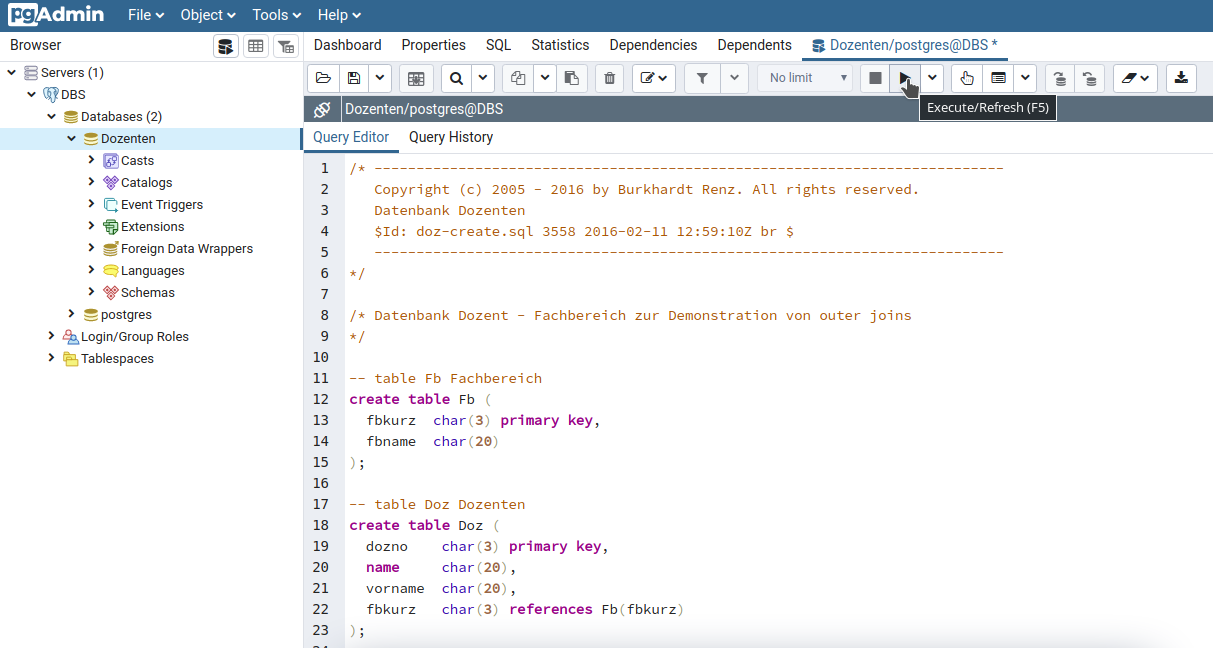 pgAdmin File Object Tools Help
Browser
Dashboard Properties SQL Statistics Dependencies Dependents Dozenten/postgres@DBS *
Servers (1)
DBS
Databases (2)
Dozenten
Casts
Catalogs
Event Triggers
Extensions
Foreign Data Wrappers
Languages
Schemas
postgres
Login/Group Roles
Tablespaces
No limit
Execute/Refresh (F5)
Dozenten/postgres@DBS
Query Editor Query History
1 /* ---------------------------------------------------------------------------
2 Copyright (c) 2005 - 2016 by Burkhardt Renz. All rights reserved.
3 Datenbank Dozenten
4 $Id: doz-create.sql 3558 2016-02-11 12:59:10Z br $
5 ---------------------------------------------------------------------------
6 */
7
8 /* Datenbank Dozent - Fachbereich zur Demonstration von outer joins
9 */
10
11 -- table Fb Fachbereich
12 create table Fb (
13 fbkurz char(3) primary key,
14 fbname char(20)
15 );
16
17 -- table Doz Dozenten
18 create table Doz (
19 dozno char(3) primary key,
20 name char(20),
21 vorname char(20),
22 fbkurz char(3) references Fb(fbkurz)
23 );